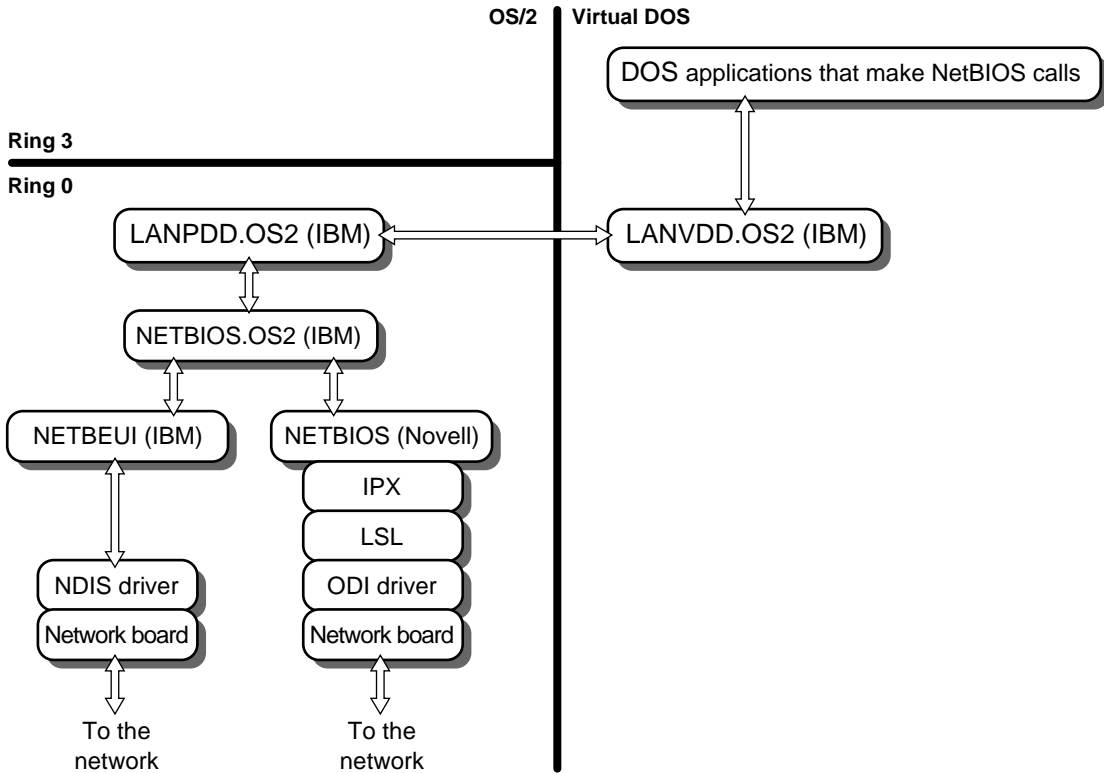 OS/2
Virtual DOS
DOS applications that make NetBIOS calls
Ring 3
Ring 0
LANPDD.OS2 (IBM)
LANVDD.OS2 (IBM)
NETBIOS.OS2 (IBM)
NETBEUI (IBM)
NETBIOS (Novell)
IPX
LSL
NDIS driver
ODI driver
Network board
Network board
To the
network
To the
network